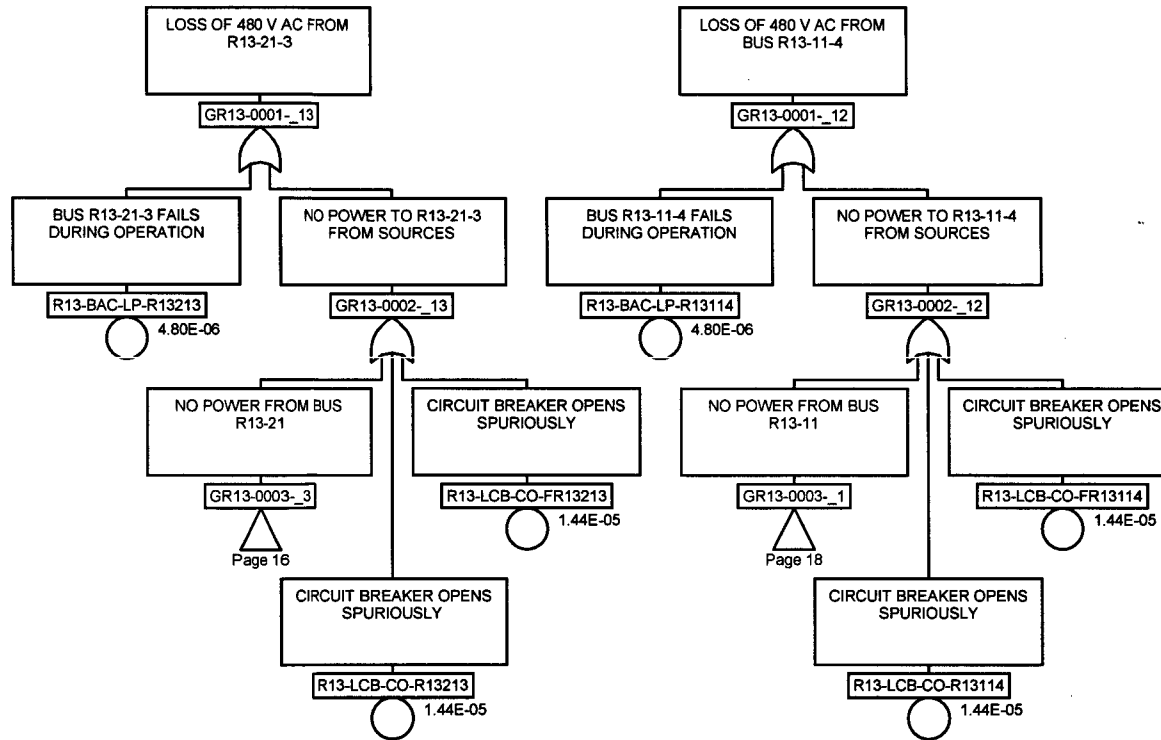 LOSS OF 480 V AC FROM
R13-21-3
GR13-0001-_13
BUS R13-21-3 FAILS
DURING OPERATION
R13-BAC-LP-R13213
4.80E-06
NO POWER TO R13-21-3
FROM SOURCES
GR13-0002-_13
NO POWER FROM BUS
R13-21
GR13-0003-_3
Page 16
CIRCUIT BREAKER OPENS
SPURIOUSLY
R13-LCB-CO-FR13213
1.44E-05
CIRCUIT BREAKER OPENS
SPURIOUSLY
R13-LCB-CO-R13213
1.44E-05
LOSS OF 480 V AC FROM
BUS R13-11-4
GR13-0001-_12
BUS R13-11-4 FAILS
DURING OPERATION
R13-BAC-LP-R13114
4.80E-06
NO POWER TO R13-11-4
FROM SOURCES
GR13-0002-_12
NO POWER FROM BUS
R13-11
GR13-0003-_1
Page 18
CIRCUIT BREAKER OPENS
SPURIOUSLY
R13-LCB-CO-FR13114
1.44E-05
CIRCUIT BREAKER OPENS
SPURIOUSLY
R13-LCB-CO-R13114
1.44E-05